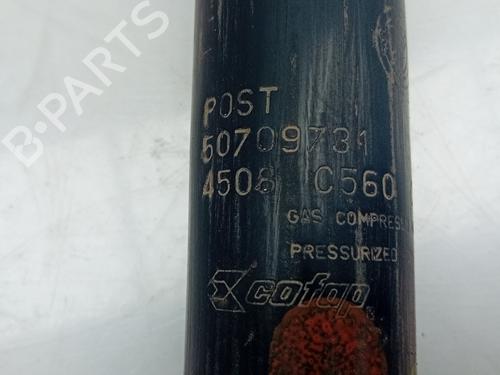 B-PARTS
POST
50709731
4508 C560
GAS COMPRESS
PRESSURIZED
cofap